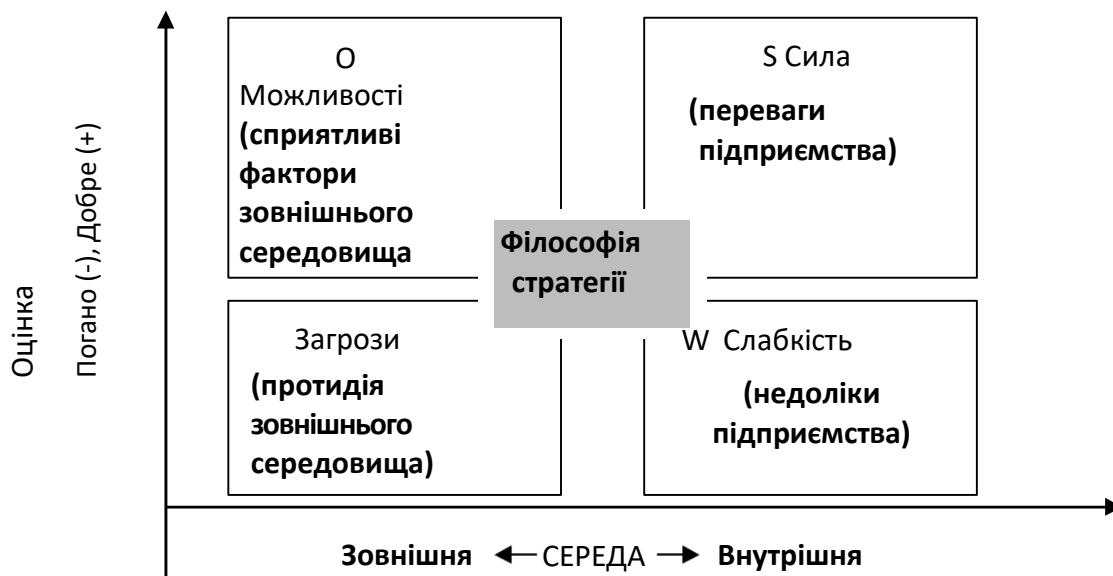 О
Можливості
(сприятливі
фактори
зовнішнього
середовища
S Сила
(переваги
підприємства)
Філософія
стратегії
Загрози
(протидія
зовнішнього
середовища)
W Слабкість
(недоліки
підприємства)
Оцінка
Погано (-), Добре (+)
Зовнішня СЕРЕДА Внутрішня